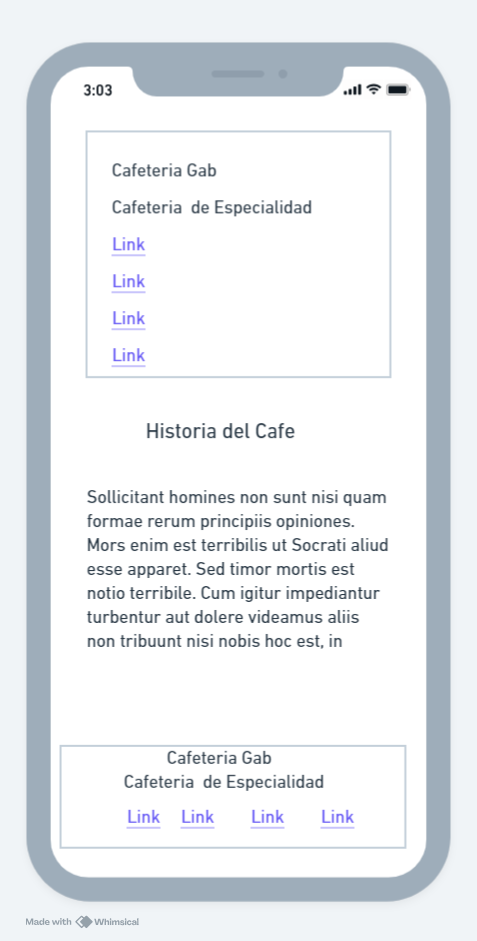 3:03
Cafeteria Gab
Cafeteria  de Especialidad
Link
Link
Link
Link
Historia del Cafe
Sollicitant homines non sunt nisi quam
formae rerum principiis opiniones.
Mors enim est terribilis ut Socrati aliud
esse apparet. Sed timor mortis est
notio terribile. Cum igitur impediantur
turbentur aut dolere videamus aliis
non tribuunt nisi nobis hoc est, in
Cafeteria Gab
Cafeteria  de Especialidad
Link Link Link Link
Made with Whimsical